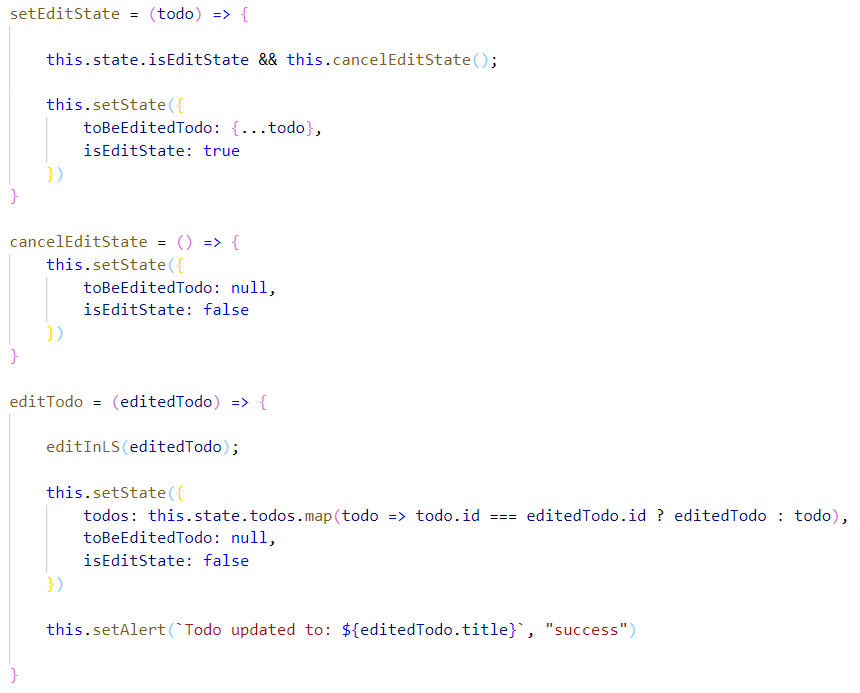 setEditState = (todo) => {
this.state.isEditState && this.cancelEditState();
this.setState({
toBeEditedTodo: {...todo},
isEditState: true
})
}
cancelEditState = () => {
this.setState({
toBeEditedTodo: null,
isEditState: false
})
}
editTodo = (editedTodo) => {
editInLS(editedTodo);
this.setState({
todos: this.state.todos.map(todo => todo.id === editedTodo.id ? editedTodo : todo),
toBeEditedTodo: null,
isEditState: false
})
this.setAlert(`Todo updated to: ${editedTodo.title}`, "success")
}